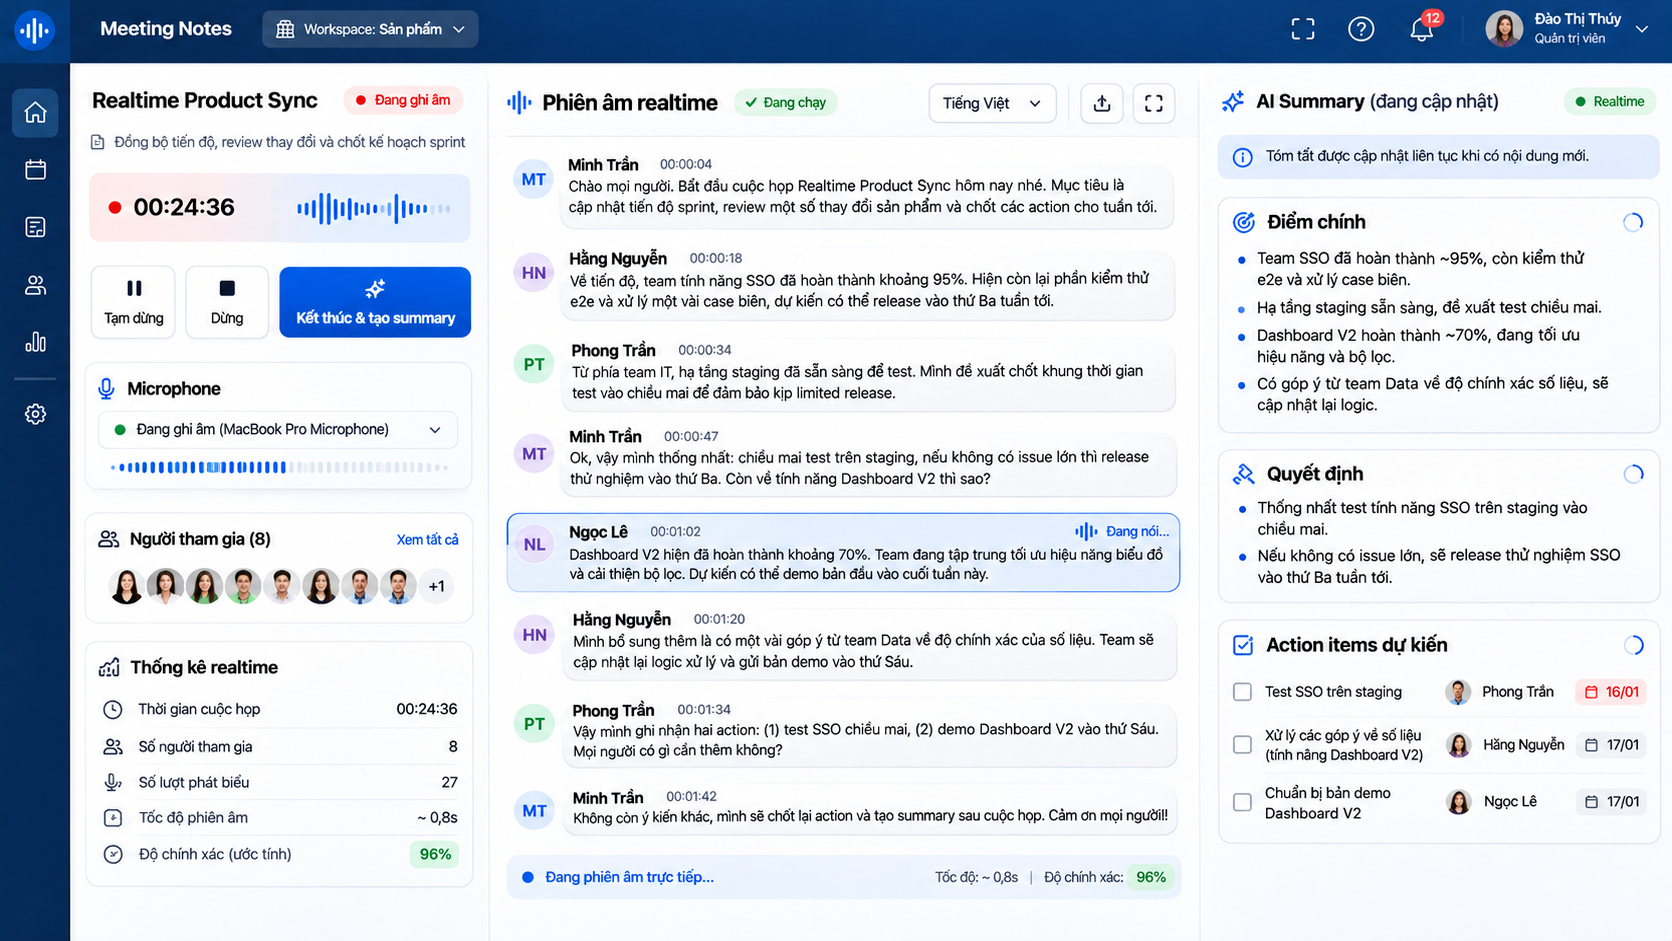 Meeting Notes
Workspace: Sản phẩm
12
Đào Thị Thúy
Quản trị viên
Realtime Product Sync
Đang ghi âm
Đồng bộ tiến độ, review thay đổi và chốt kế hoạch sprint
00:24:36
Tạm dừng
Dừng
Kết thúc & tạo summary
Microphone
Đang ghi âm (MacBook Pro Microphone)
Người tham gia (8)
Xem tất cả
+1
Thống kê realtime
Thời gian cuộc họp
00:24:36
Số người tham gia
8
Số lượt phát biểu
27
Tốc độ phiên âm
~ 0,8s
Độ chính xác (ước tính)
96%
Phiên âm realtime
Đang chạy
Tiếng Việt
MT
Minh Trần 00:00:04
Chào mọi người. Bắt đầu cuộc họp Realtime Product Sync hôm nay nhé. Mục tiêu là
cập nhật tiến độ sprint, review một số thay đổi sản phẩm và chốt các action cho tuần tới.
HN
Hằng Nguyễn 00:00:18
Về tiến độ, team tính năng SSO đã hoàn thành khoảng 95%. Hiện còn lại phần kiểm thử
e2e và xử lý một vài case biên, dự kiến có thể release vào thứ Ba tuần tới.
PT
Phong Trần 00:00:34
Từ phía team IT, hạ tầng staging đã sẵn sàng để test. Mình đề xuất chốt khung thời gian
test vào chiều mai để đảm bảo kịp limited release.
MT
Minh Trần 00:00:47
Ok, vậy mình thống nhất: chiều mai test trên staging, nếu không có issue lớn thì release
thử nghiệm vào thứ Ba. Còn về tính năng Dashboard V2 thì sao?
NL
Ngọc Lê 00:01:02
Đang nói...
Dashboard V2 hiện đã hoàn thành khoảng 70%. Team đang tập trung tối ưu hiệu năng biểu đồ
và cải thiện bộ lọc. Dự kiến có thể demo bản đầu vào cuối tuần này.
HN
Hằng Nguyễn 00:01:20
Mình bổ sung thêm là có một vài góp ý từ team Data về độ chính xác của số liệu. Team sẽ
cập nhật lại logic xử lý và gửi bản demo vào thứ Sáu.
PT
Phong Trần 00:01:34
Vậy mình ghi nhận hai action: (1) test SSO chiều mai, (2) demo Dashboard V2 vào thứ Sáu.
Mọi người có gì cần thêm không?
MT
Minh Trần 00:01:42
Không còn ý kiến khác, mình sẽ chốt lại action và tạo summary sau cuộc họp. Cảm ơn mọi người!!
Đang phiên âm trực tiếp...
Tốc độ: ~ 0,8s | Độ chính xác: 96%
AI Summary (đang cập nhật)
Realtime
Tóm tắt được cập nhật liên tục khi có nội dung mới.
Điểm chính
Team SSO đã hoàn thành ~95%, còn kiểm thử
e2e và xử lý case biên.
Hạ tầng staging sẵn sàng, đề xuất test chiều mai.
Dashboard V2 hoàn thành ~70%, đang tối ưu
hiệu năng và bộ lọc.
Có góp ý từ team Data về độ chính xác số liệu, sẽ
cập nhật lại logic.
Quyết định
Thống nhất test tính năng SSO trên staging vào
chiều mai.
Nếu không có issue lớn, sẽ release thử nghiệm SSO
vào thứ Ba tuần tới.
Action items dự kiến
Test SSO trên staging
Phong Trần
16/01
Xử lý các góp ý về số liệu
(tính năng Dashboard V2)
Hằng Nguyễn
17/01
Chuẩn bị bản demo
Dashboard V2
Ngọc Lê
17/01